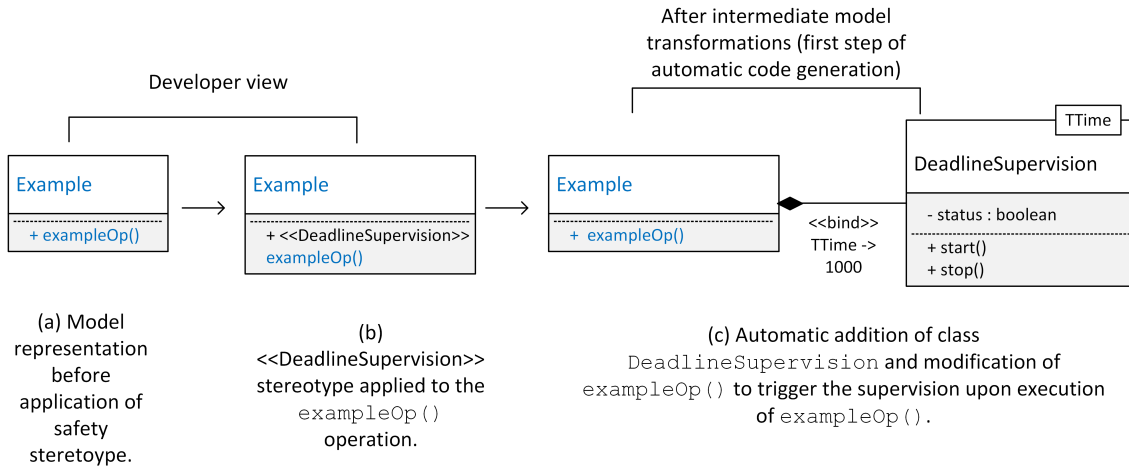 After intermediate model
transformations (first step of
automatic code generation)
Developer view
Example
+ exampleOp()
Example
+ <<DeadlineSupervision>>
exampleOp()
Example
+ exampleOp()
<<bind>>
TTime ->
1000
TTime
DeadlineSupervision
- status : boolean
+ start()
+ stop()
(a) Model
representation
before
application of
safety
steretoype.
(b)
<<DeadlineSupervision>>
stereotype applied to the
exampleOp()
operation.
(c) Automatic addition of class
DeadlineSupervision and modification of
exampleOp() to trigger the supervision upon execution
of exampleOp().